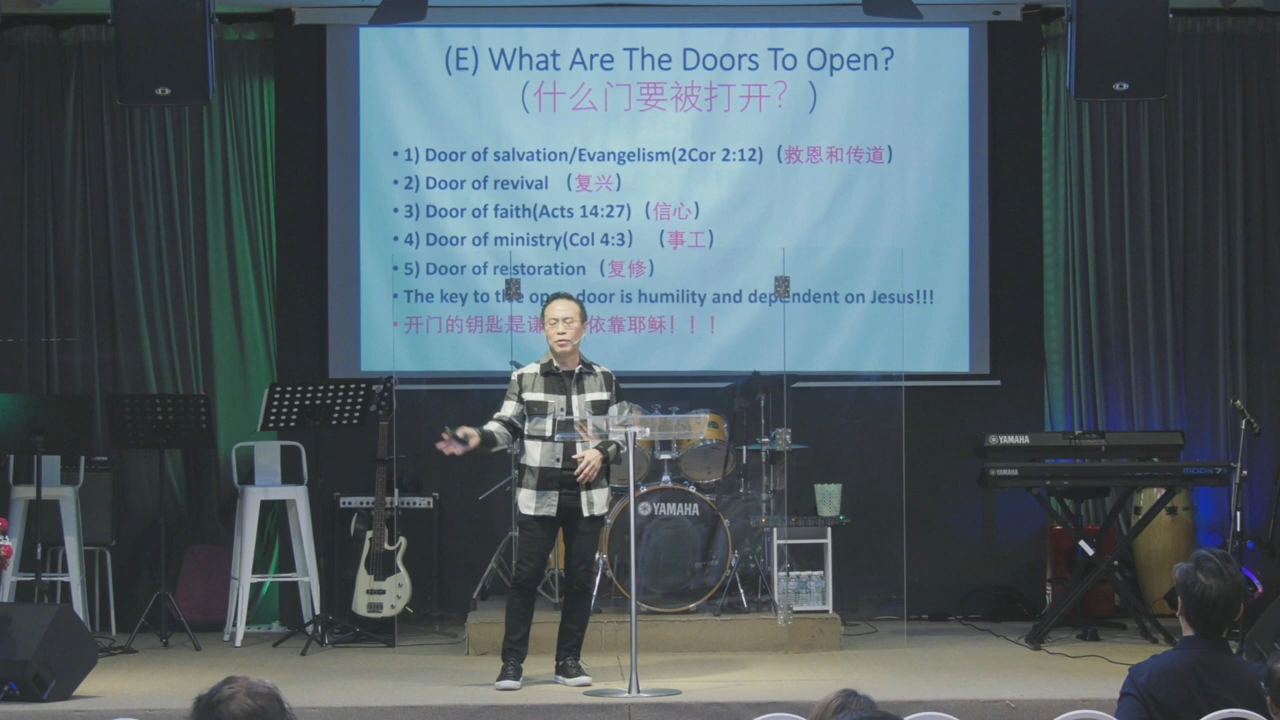 (E) What Are The Doors To Open?
（什么门要被打开？）
• 1) Door of salvation/Evangelism(2Cor 2:12)（救恩和传道）
• 2) Door of revival （复兴）
• 3) Door of faith(Acts 14:27)（信心）
• 4) Door of ministry(Col 4:3) （事工）
• 5) Door of restoration（复修）
• The key to the open door is humility and dependent on Jesus!!!
• 开门的钥匙是谦 依靠耶稣！！！
YAMAHA
YAMAHA
YAMAHA